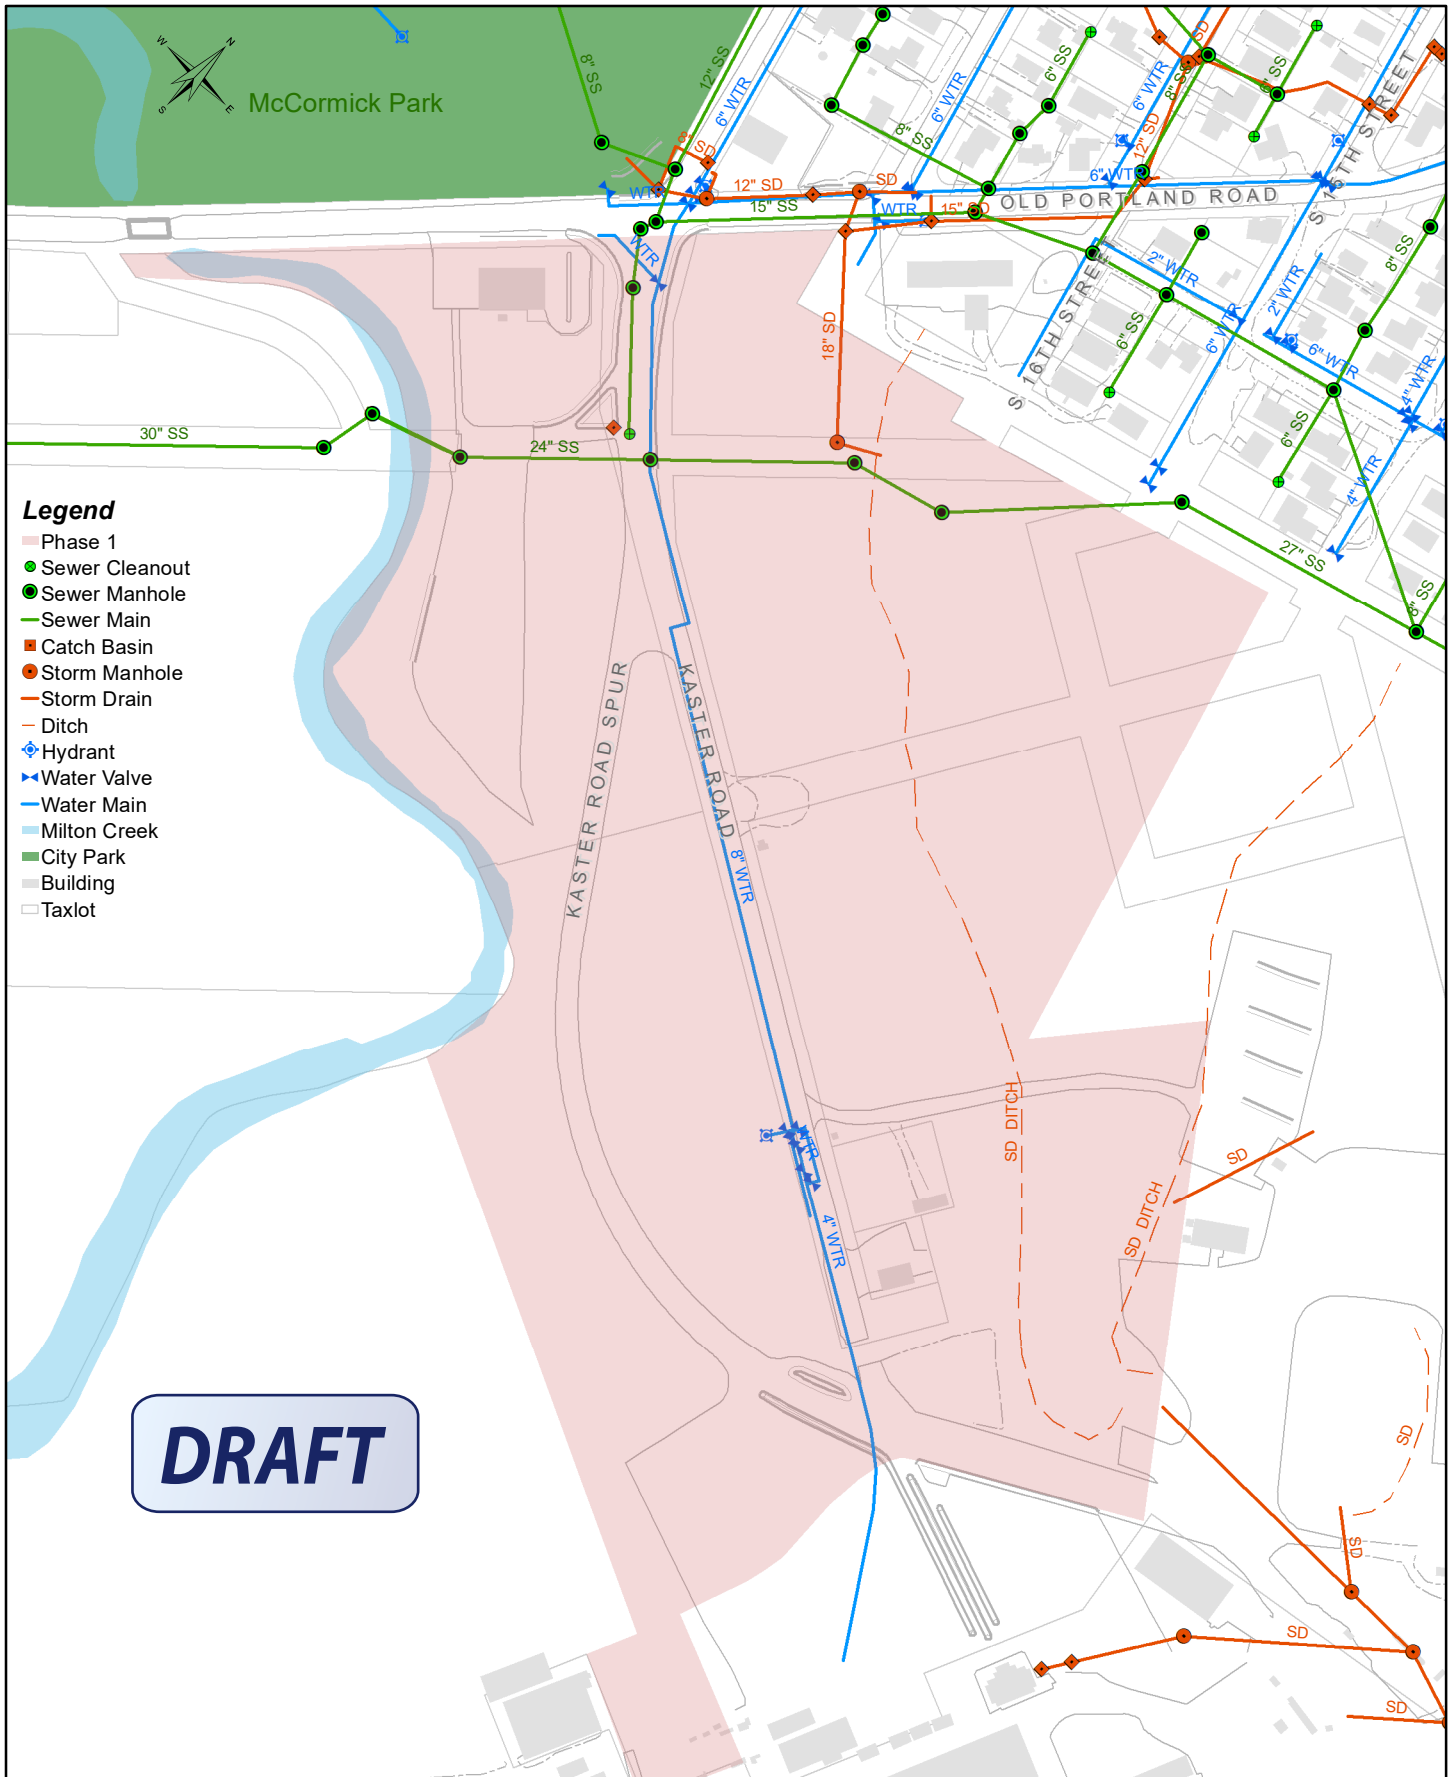 W
N
S
E
McCormick Park
8" SS
12" SS
6" WTR
6" SS
6" WTR
8" SS
6" WTR
8" SS
SD
6" SS
S 15TH STREET
8" SD
12" SD
WTR
12" SD
SD
15" SS
WTR
15" SD
6" WTR
OLD PORTLAND ROAD
WTR
2" WTR
2" WTR
8" SS
18" SD
S 16TH STREET
6" SS
6" WTR
6" WTR
4" WTR
30" SS
24" SS
6" SS
4" WTR
27" SS
8" SS
Legend
Phase 1
Sewer Cleanout
Sewer Manhole
Sewer Main
Catch Basin
Storm Manhole
Storm Drain
Ditch
Hydrant
Water Valve
Water Main
Milton Creek
City Park
Building
Taxlot
KASTER ROAD SPUR
KASTER ROAD
8" WTR
WTR
4" WTR
SD DITCH
SD DITCH
SD
DRAFT
SD
SD
SD
SD